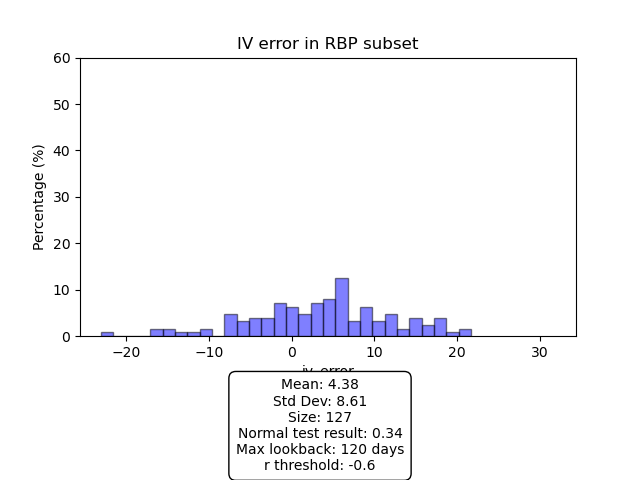 IV error in RBP subset
60
50
40
30
20
10
0
Percentage (%)
−20 −10 0 10 20 30
iv_error
Mean: 4.38
Std Dev: 8.61
Size: 127
Normal test result: 0.34
Max lookback: 120 days
r threshold: -0.6